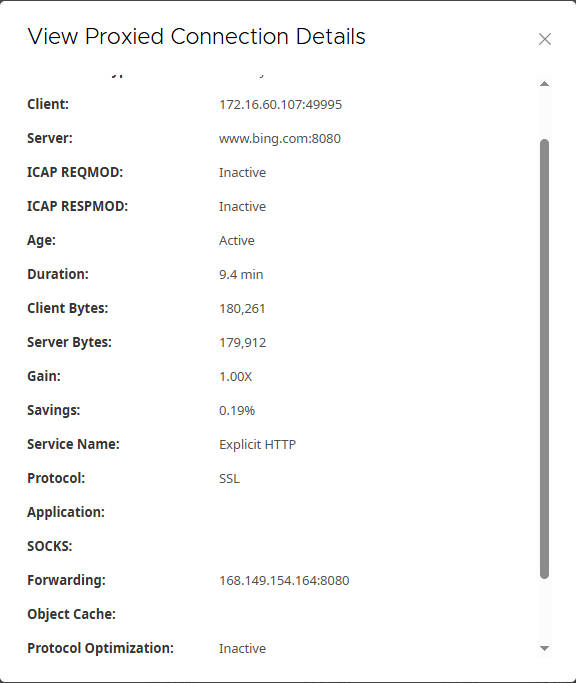 View Proxied Connection Details
Client: 172.16.60.107:49995
Server: www.bing.com:8080
ICAP REQMOD: Inactive
ICAP RESPMOD: Inactive
Age: Active
Duration: 9.4 min
Client Bytes: 180,261
Server Bytes: 179,912
Gain: 1.00X
Savings: 0.19%
Service Name: Explicit HTTP
Protocol: SSL
Application:
SOCKS:
Forwarding: 168.149.154.164:8080
Object Cache:
Protocol Optimization: Inactive